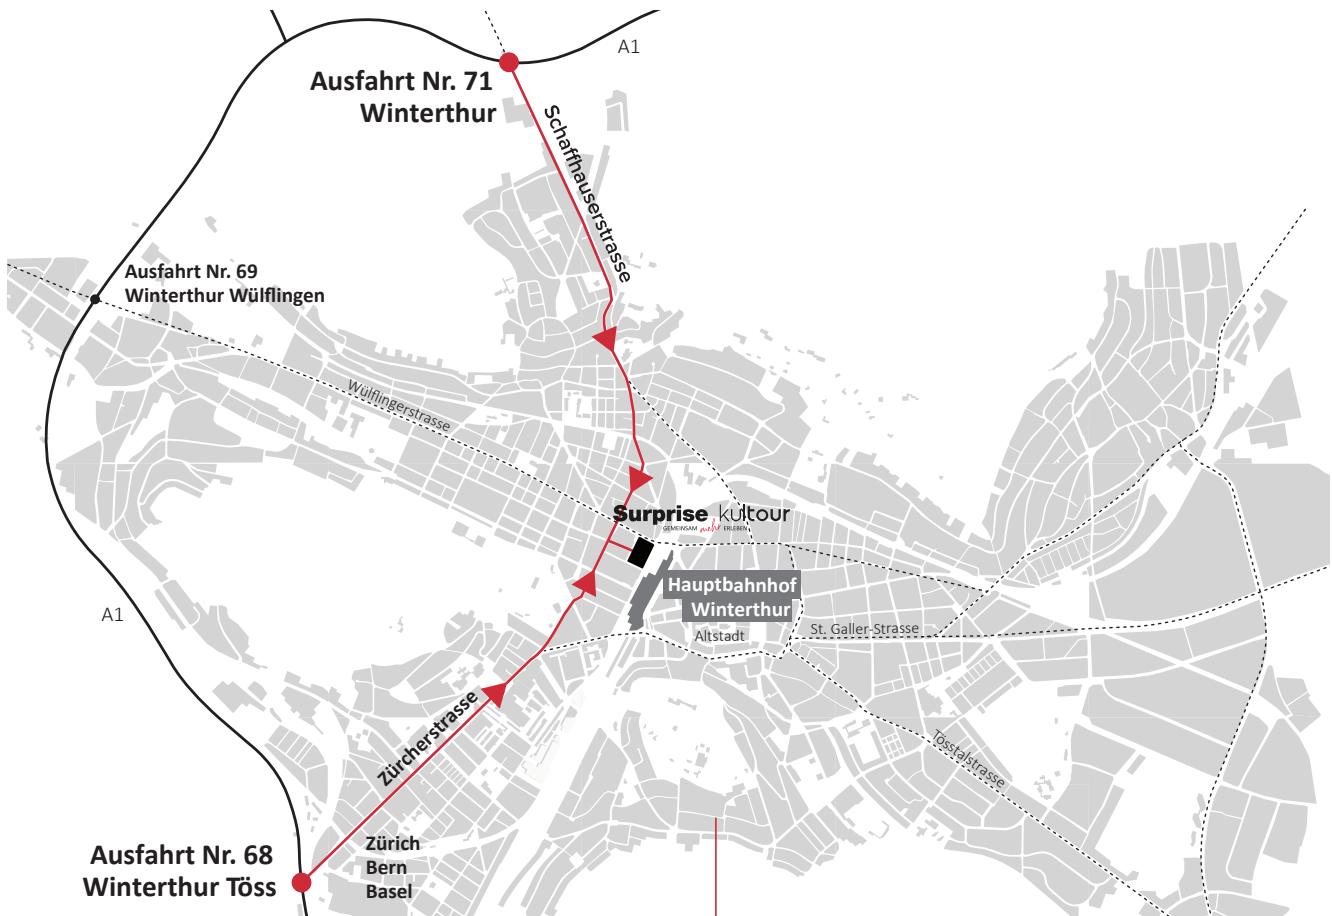 A1
Ausfahrt Nr. 71
Winterthur
Schaffhauserstrasse
Ausfahrt Nr. 69
Winterthur Wülflingen
Wülflingerstrasse
Surprise kultour
GEMEINSAM mehr ERLEBEN
Hauptbahnhof
Winterthur
A1
Altstadt
St. Galler-Strasse
Zürcherstrasse
Tösstalstrasse
Ausfahrt Nr. 68
Winterthur Töss
Zürich
Bern
Basel